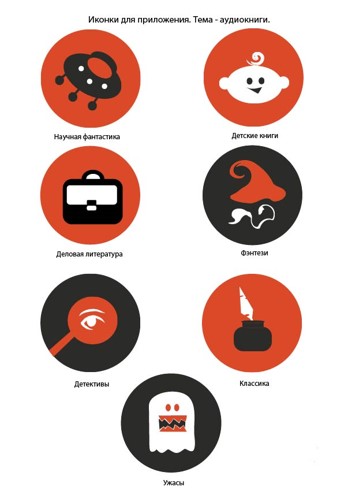 Иконки для приложения. Тема - аудиокниги.
Научная фантастика
Детские книги
Деловая литература
Фэнтези
Детективы
Классика
Ужасы